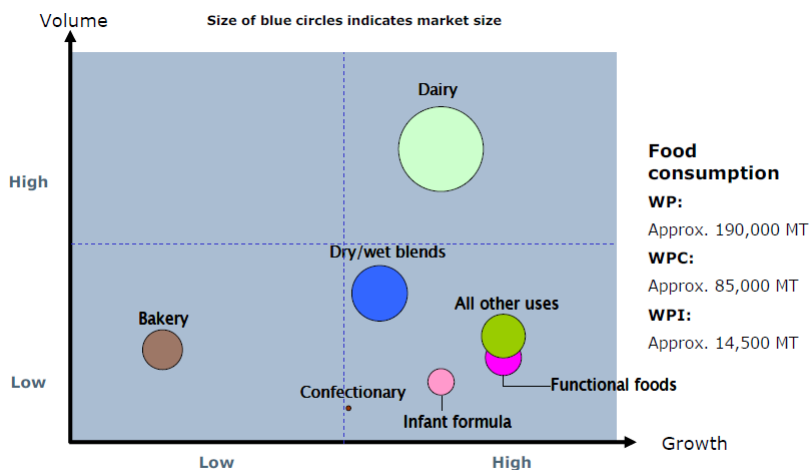 Volume
Size of blue circles indicates market size
Dairy
High
Food
consumption
WP:
Approx. 190,000 MT
WPC:
Approx. 85,000 MT
WPI:
Approx. 14,500 MT
Dry/wet blends
All other uses
Bakery
Low
Confectionary
Functional foods
Infant formula
Growth
Low
High